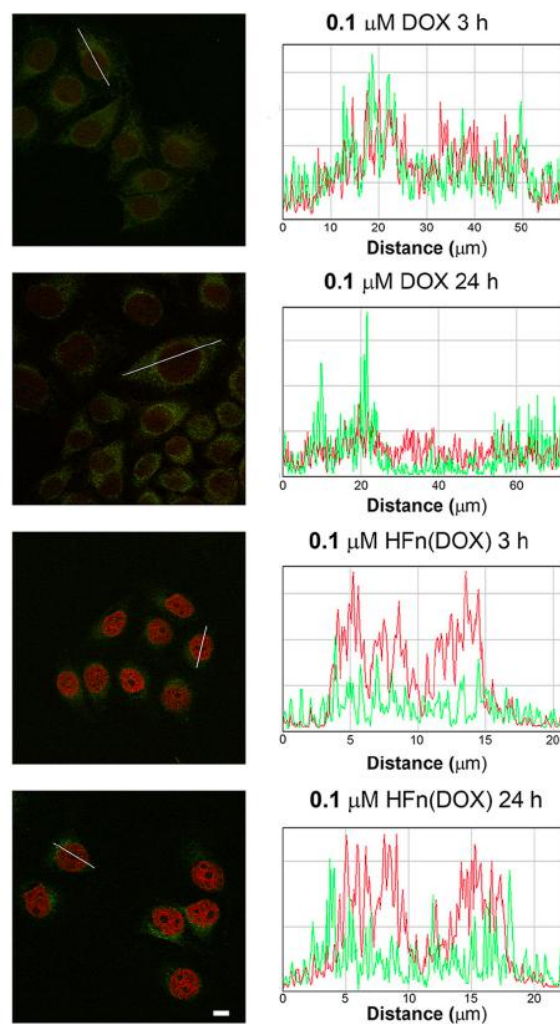 0.1 μM DOX 3 h
0 10 20 30 40 50
Distance (μm)
0.1 μM DOX 24 h
0 20 40 60
Distance (μm)
0.1 μM HFn(DOX) 3 h
0 5 10 15 20
Distance (μm)
0.1 μM HFn(DOX) 24 h
0 5 10 15 20
Distance (μm)